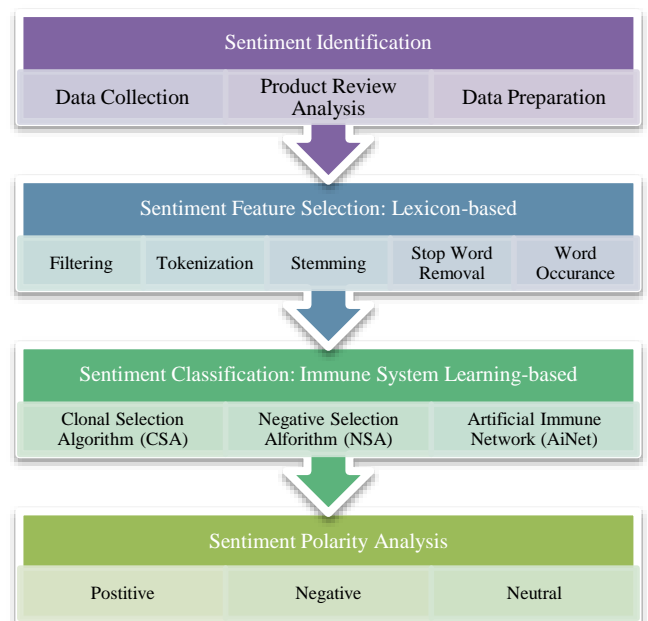 Sentiment Identification
Data Collection
Product Review
Analysis
Data Preparation
Sentiment Feature Selection: Lexicon-based
Filtering
Tokenization
Stemming
Stop Word
Removal
Word
Occurance
Sentiment Classification: Immune System Learning-based
Clonal Selection
Algorithm (CSA)
Negative Selection
Alforithm (NSA)
Artificial Immune
Network (AiNet)
Sentiment Polarity Analysis
Postitive
Negative
Neutral